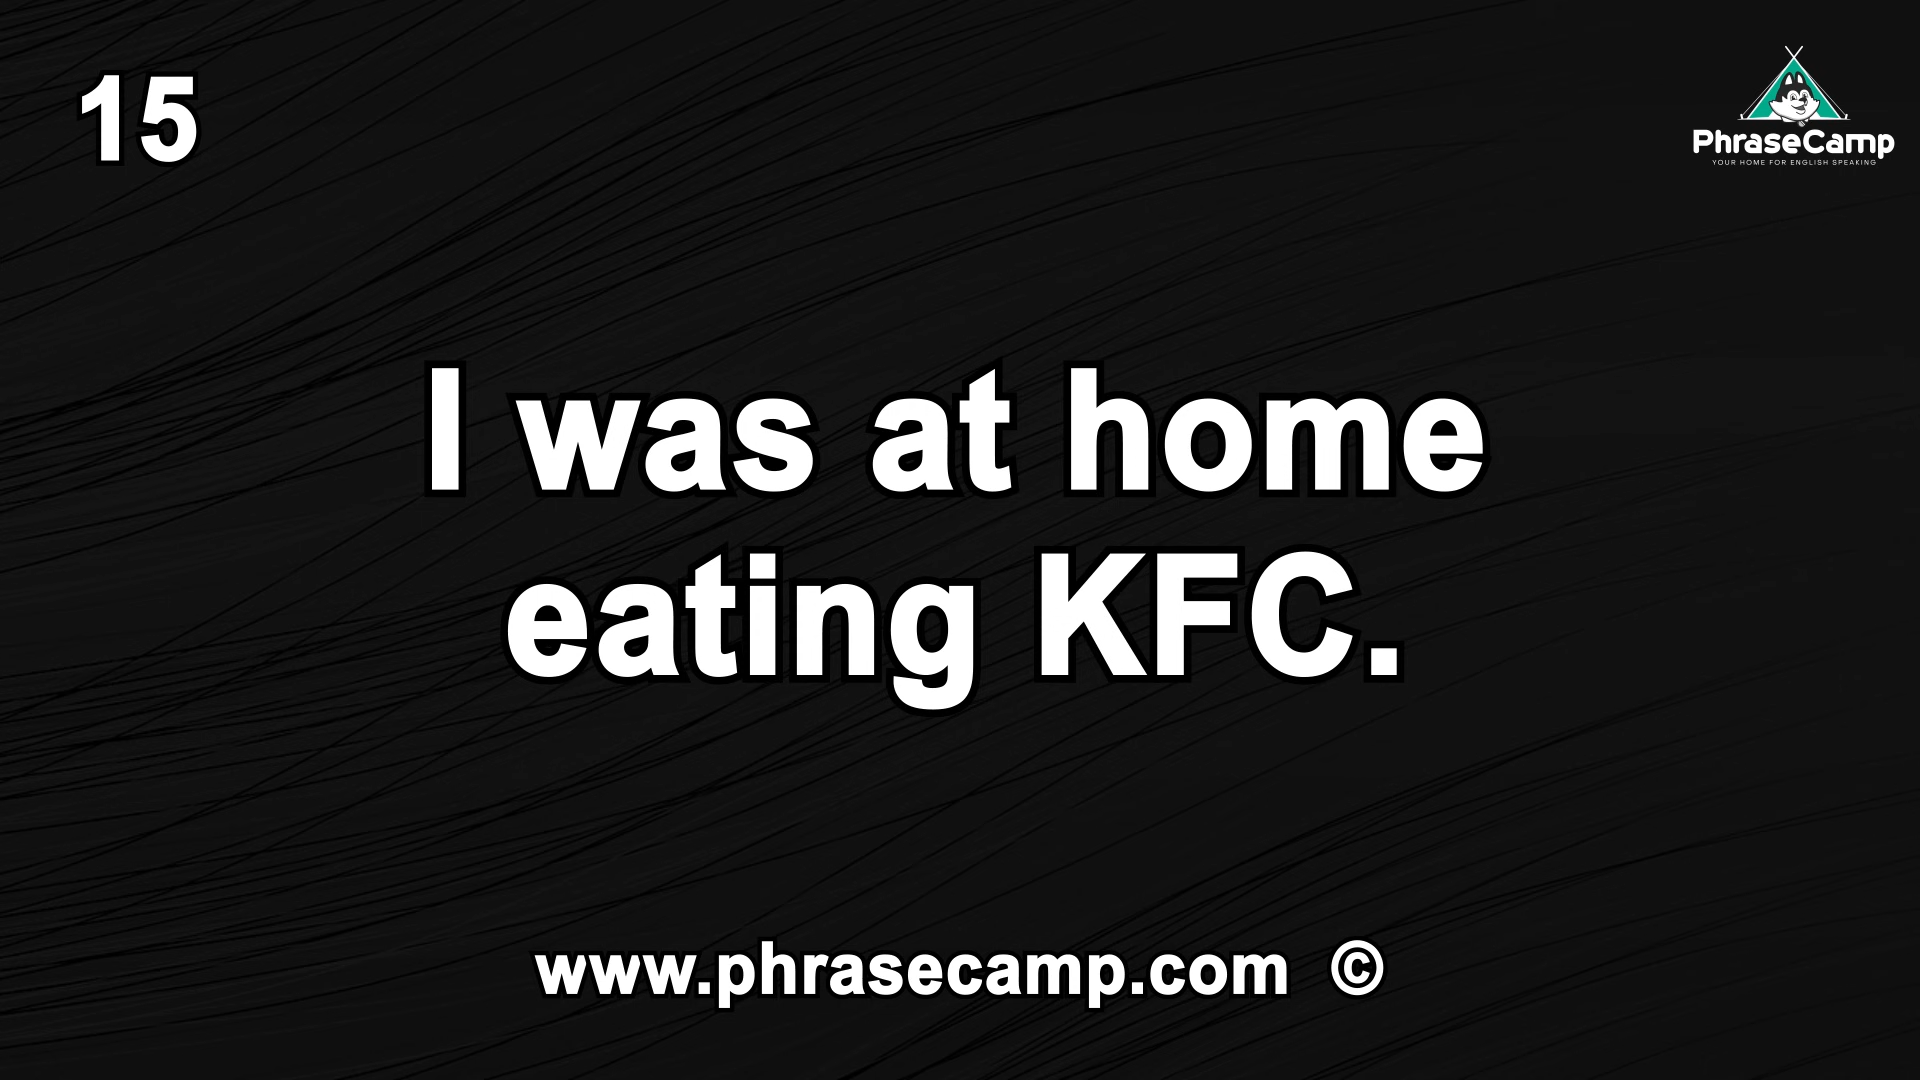 15
PhraseCamp
YOUR HOME FOR ENGLISH SPEAKING
I was at home
eating KFC.
www.phrasecamp.com ©